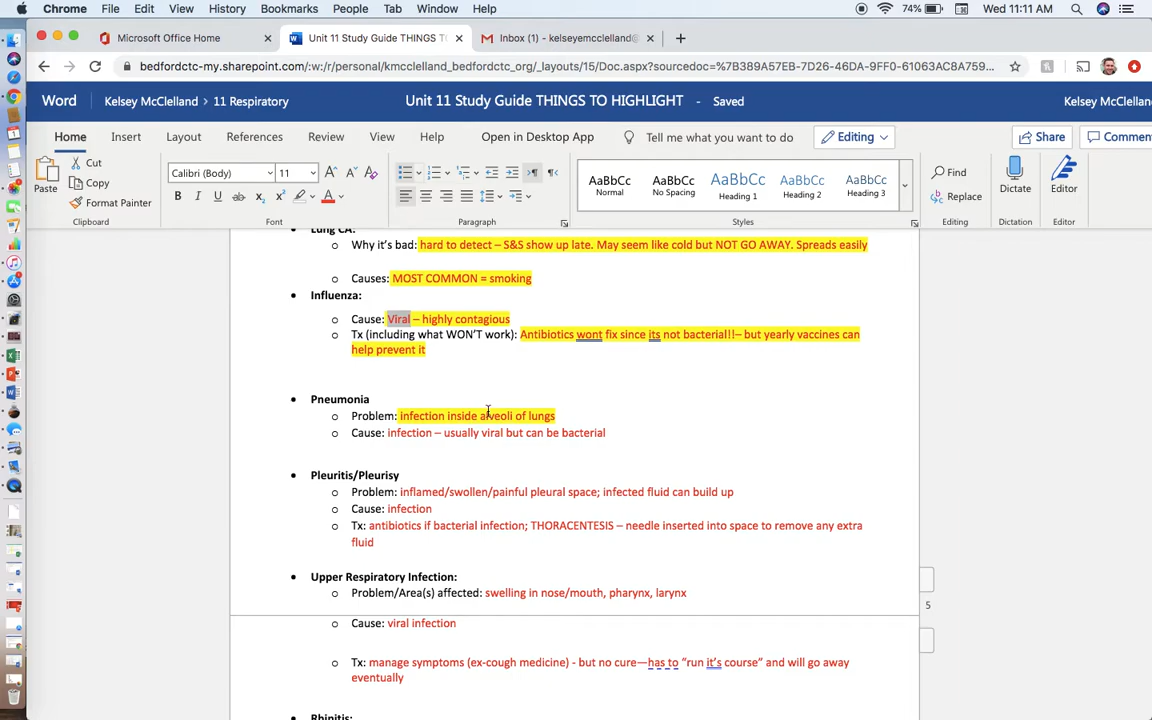 Chrome File Edit View History Bookmarks People Tab Window Help 74% Wed 11:11 AM
Microsoft Office Home Unit 11 Study Guide THINGS T Inbox (1) - kelseyemcclelland@
bedfordctc-my.sharepoint.com/:w:/r/personal/kmcclelland_bedfordctc_org/_layouts/15/Doc.aspx?sourcedoc=%7B389A57EB-7D26-46DA-9FF0-61063AC8A759...
Word Kelsey McClelland > 11 Respiratory Unit 11 Study Guide THINGS TO HIGHLIGHT - Saved Kelsey McClelland
Home Insert Layout References Review View Help Open in Desktop App Tell me what you want to do Editing Share Commen
Paste Cut Copy Format Painter
Calibri (Body) 11
AaBbCc AaBbCc AaBbCc AaBbCc AaBbCc
Normal No Spacing Heading 1 Heading 2 Heading 3
Find Replace Dictate Editor
Clipboard Font Paragraph Styles Editing Dictation Editor
Lung CA:
o Why it's bad: hard to detect – S&S show up late. May seem like cold but NOT GO AWAY. Spreads easily
o Causes: MOST COMMON = smoking
• Influenza:
o Cause: Viral – highly contagious
o Tx (including what WON'T work): Antibiotics wont fix since its not bacterial!!– but yearly vaccines can
help prevent it
• Pneumonia
o Problem: infection inside alveoli of lungs
o Cause: infection – usually viral but can be bacterial
• Pleuritis/Pleurisy
o Problem: inflamed/swollen/painful pleural space; infected fluid can build up
o Cause: infection
o Tx: antibiotics if bacterial infection; THORACENTESIS – needle inserted into space to remove any extra
fluid
• Upper Respiratory Infection:
o Problem/Area(s) affected: swelling in nose/mouth, pharynx, larynx
5
o Cause: viral infection
o Tx: manage symptoms (ex-cough medicine) - but no cure—has to “run it’s course” and will go away
eventually
• Rhinitis: